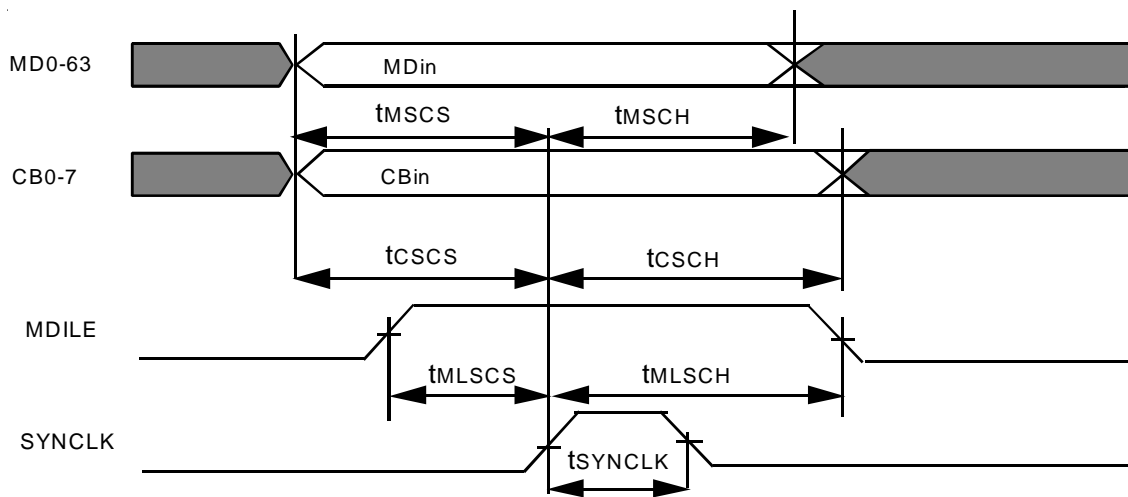 MD0-63
MDin
tMSCS
tMSCH
CB0-7
CBin
tCSCS
tCSCH
MDILE
tMLSCS
tMLSCH
SYNCLK
tSYNCLK